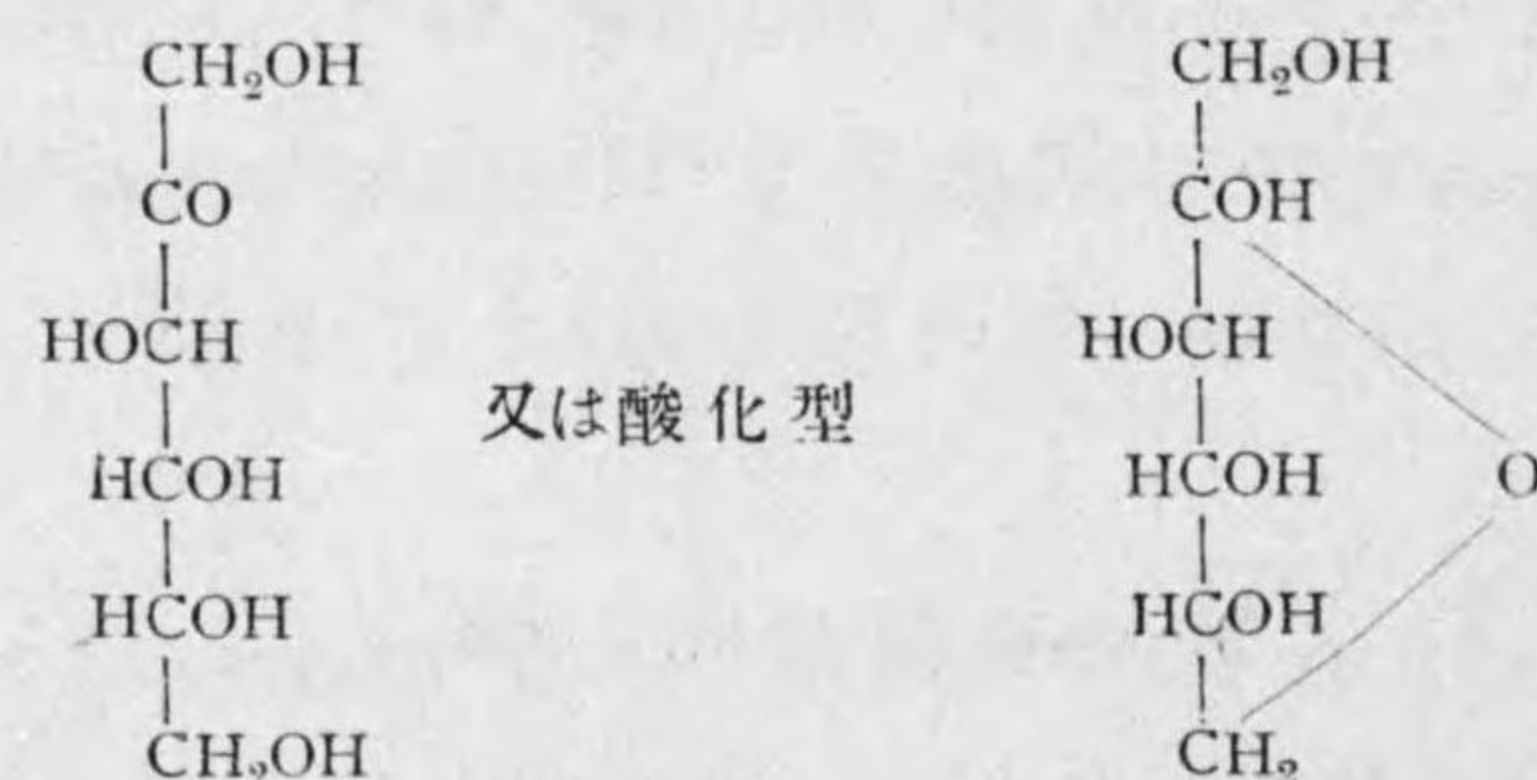 CH₂OH CH₂OH
CO COH
HOCH HOCH
又は酸化型
HCOH HCOH O
HCOH HCOH
CH₂OH CH₂